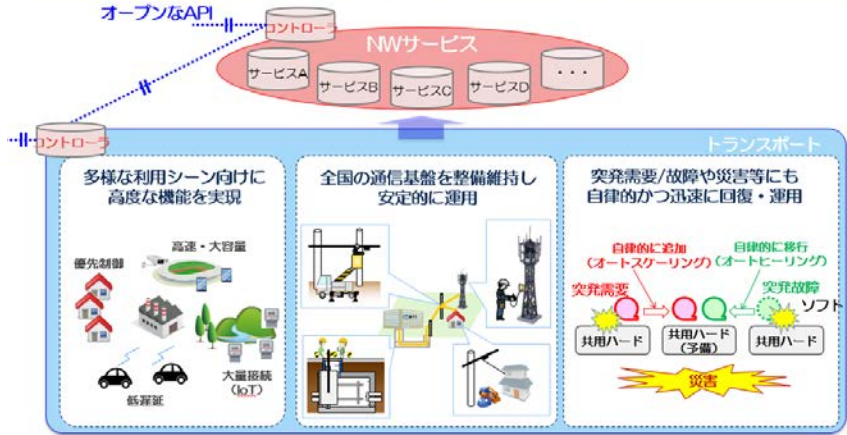 オープンなAPI
コントローラ
NWサービス
サービスA
サービスB
サービスC
サービスD
・・・
コントローラ
トランスポート
多様な利用シーン向けに
高度な機能を実現
高速・大容量
優先制御
低遅延
大量接続
(IoT)
全国の通信基盤を整備維持し
安定的に運用
突発需要/故障や災害等にも
自律的かつ迅速に回復・運用
自律的に追加
(オートスケーリング)
自律的に移行
(オートヒーリング)
突発需要
突発故障
ソフト
共用ハード
共用ハード
(予備)
共用ハード
災害